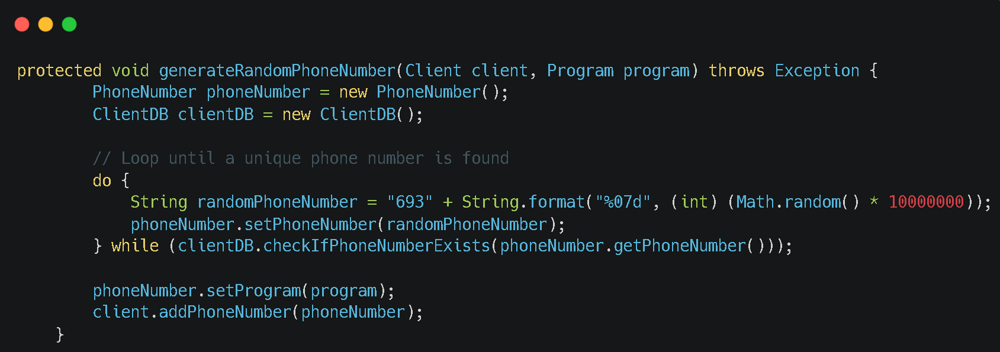 protected void generateRandomPhoneNumber(Client client, Program program) throws Exception {
        PhoneNumber phoneNumber = new PhoneNumber();
        ClientDB clientDB = new ClientDB();

        // Loop until a unique phone number is found
        do {
            String randomPhoneNumber = "693" + String.format("%07d", (int) (Math.random() * 10000000));
            phoneNumber.setPhoneNumber(randomPhoneNumber);
        } while (clientDB.checkIfPhoneNumberExists(phoneNumber.getPhoneNumber()));

        phoneNumber.setProgram(program);
        client.addPhoneNumber(phoneNumber);
    }